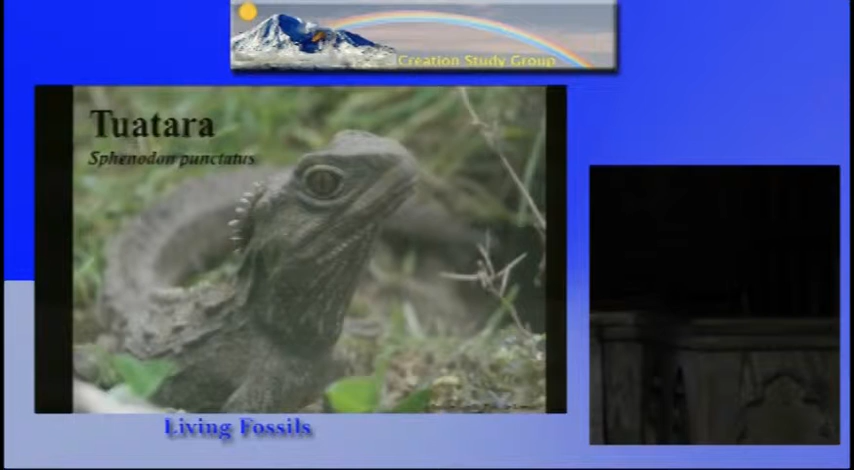 Creation Study Group
Tuatara
Sphenodon punctatus
Living Fossils